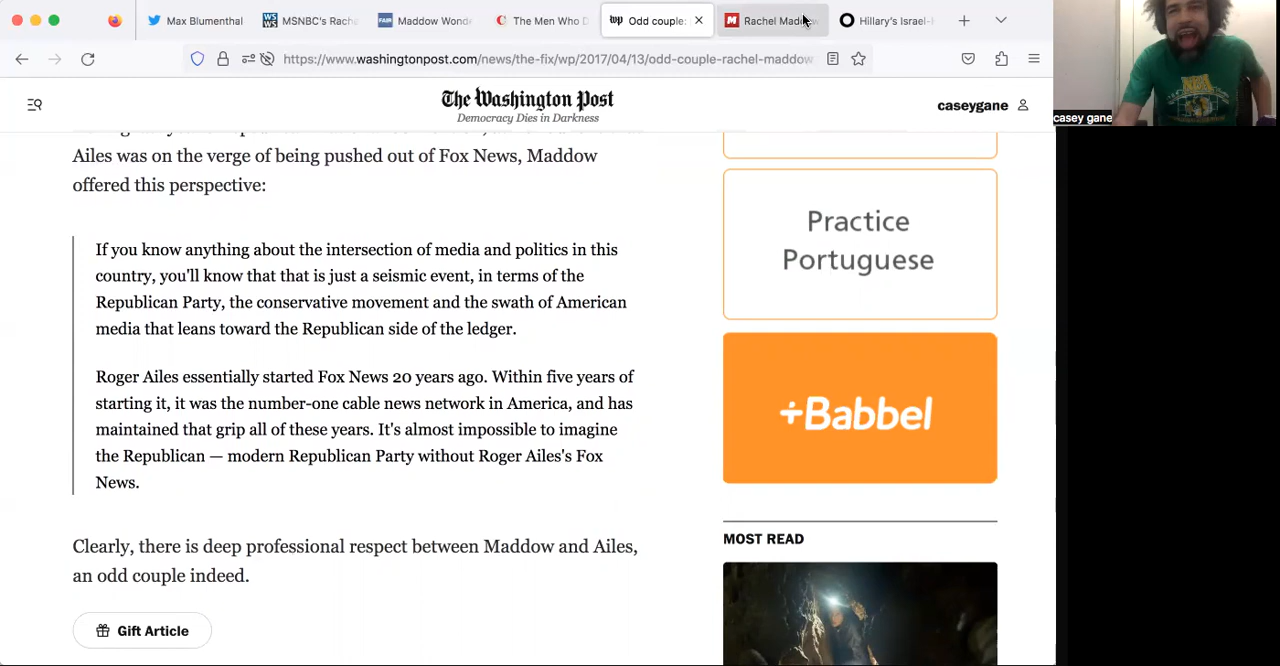 Max Blumenthal
WS WS
MSNBC's Rache
FAIR
Maddow Wonde
The Men Who D
wp
Odd couple:
Rachel Maddow
Hillary's Israel-
https://www.washingtonpost.com/news/the-fix/wp/2017/04/13/odd-couple-rachel-maddow
casey gane
The Washington Post
Democracy Dies in Darkness
caseygane
Ailes was on the verge of being pushed out of Fox News, Maddow
offered this perspective:
If you know anything about the intersection of media and politics in this
country, you'll know that that is just a seismic event, in terms of the
Republican Party, the conservative movement and the swath of American
media that leans toward the Republican side of the ledger.
Roger Ailes essentially started Fox News 20 years ago. Within five years of
starting it, it was the number-one cable news network in America, and has
maintained that grip all of these years. It's almost impossible to imagine
the Republican — modern Republican Party without Roger Ailes's Fox
News.
Clearly, there is deep professional respect between Maddow and Ailes,
an odd couple indeed.
Gift Article
Practice
Portuguese
+Babbel
MOST READ